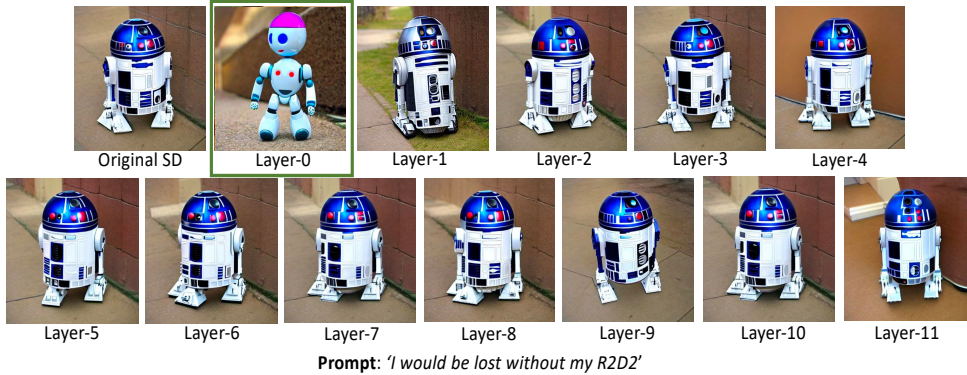 Original SD Layer-0 Layer-1 Layer-2 Layer-3 Layer-4
Layer-5 Layer-6 Layer-7 Layer-8 Layer-9 Layer-10 Layer-11
Prompt: 'I would be lost without my R2D2'